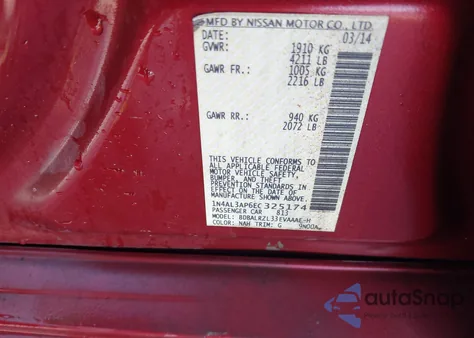 MFD BY NISSAN MOTOR CO., LTD.
DATE: 03/14
GVWR: 1910 KG
4211 LB
GAWR FR: 1005 KG
2216 LB
GAWR RR: 940 KG
2072 LB
THIS VEHICLE CONFORMS TO
ALL APPLICABLE FEDERAL
MOTOR VEHICLE SAFETY,
BUMPER, AND THEFT
PREVENTION STANDARDS
IN EFFECT ON THE DATE OF
MANUFACTURE SHOWN ABOVE
1N4AL3AP6EC325174
PASSENGER CAR 813
MODEL: BDBALRZL33EVAAAE-H
COLOR: NAH TRIM: G
autoSnap